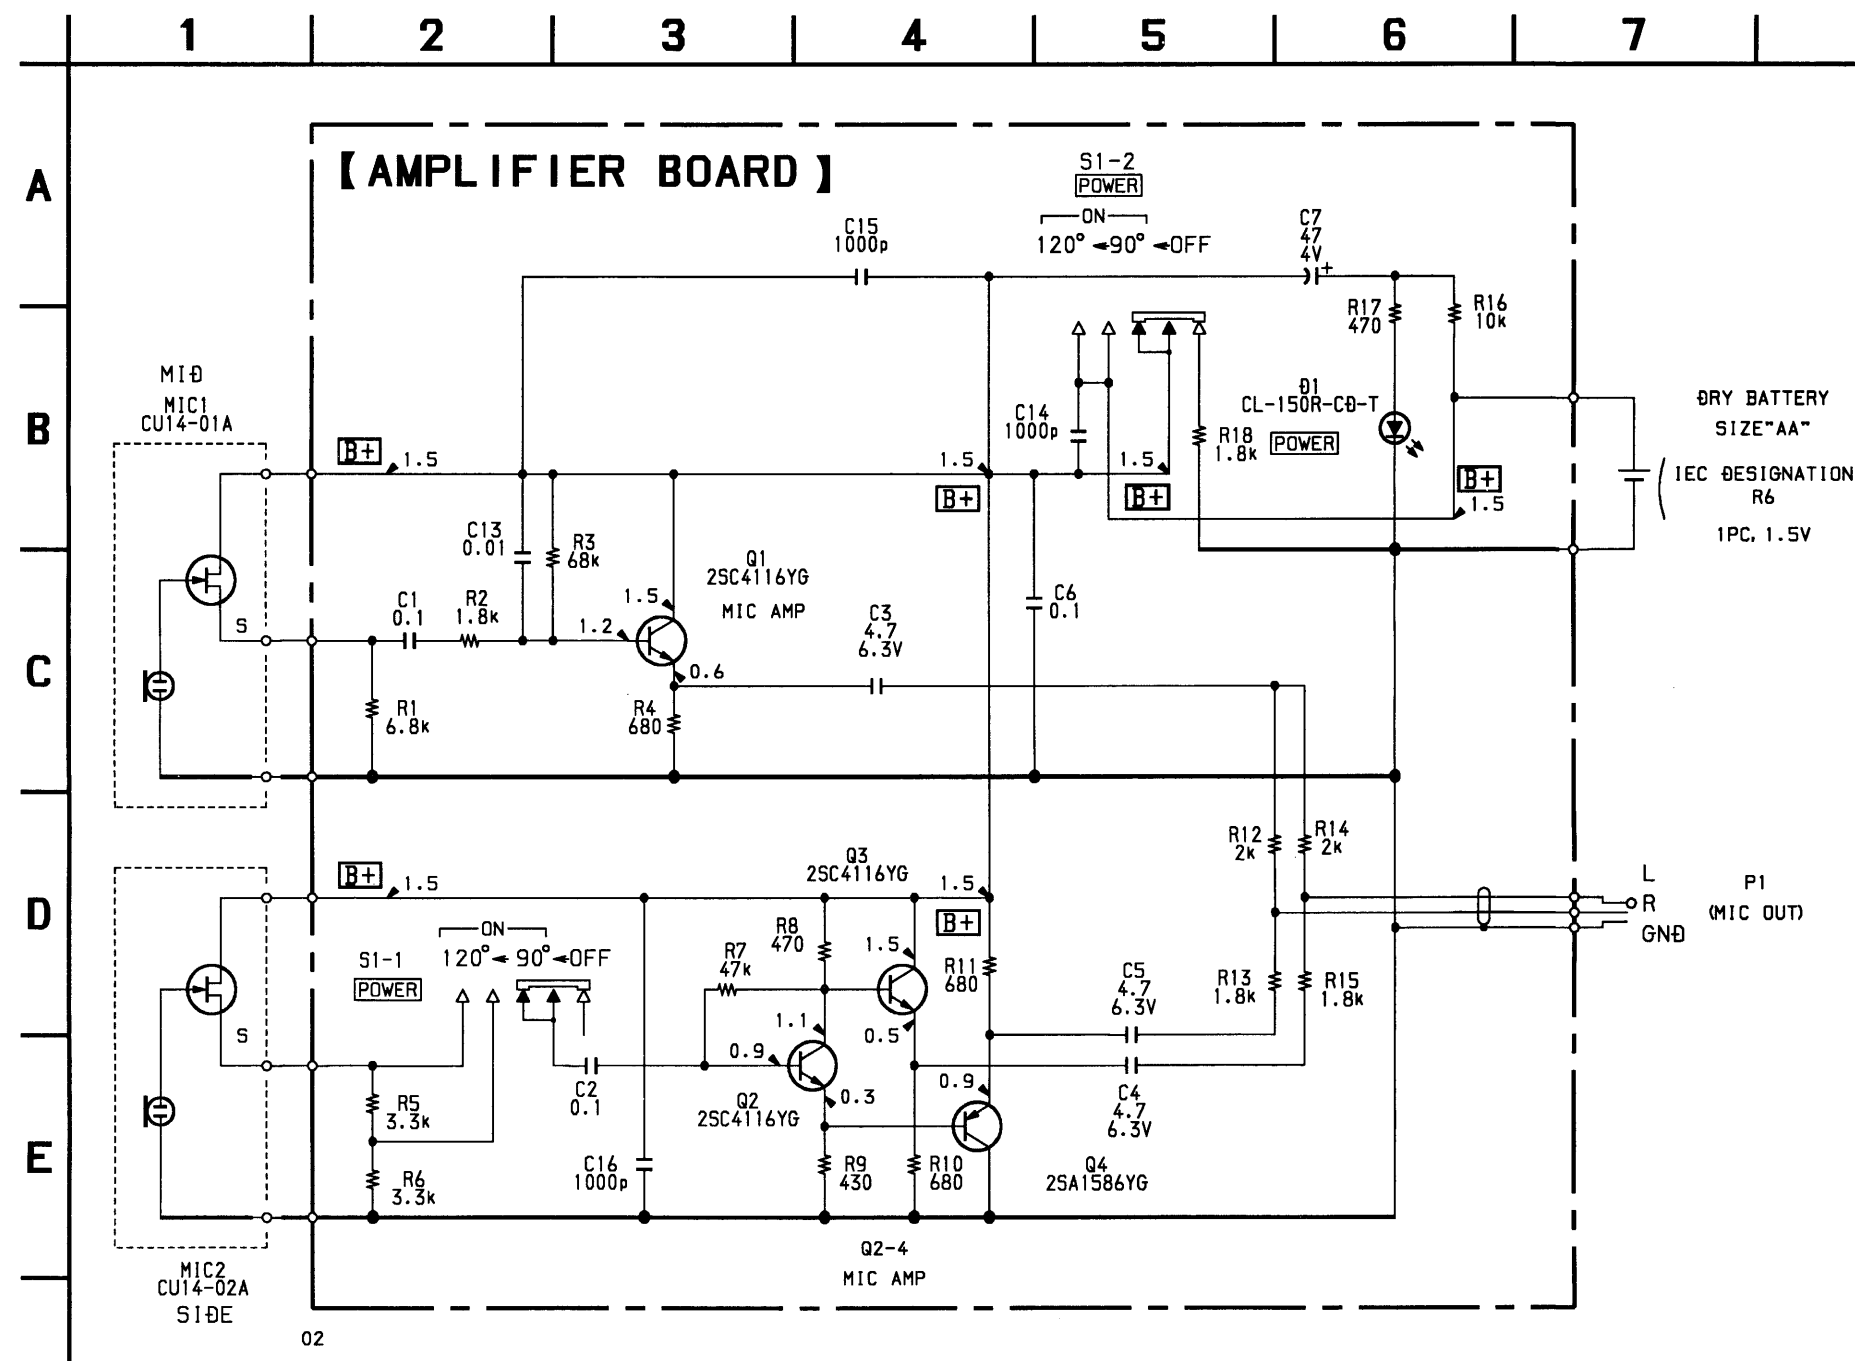 1 2 3 4 5 6 7
A
B
C
D
E
【AMPLIFIER BOARD】
S1-2
POWER
ON
120° ←90° ←OFF
C15
1000p
C7
47
4V
+
R17
470
R16
10k
MID
MIC1
CU14-01A
B+
1.5
1.5
B+
C14
1000p
1.5
B+
R18
1.8k
D1
CL-150R-CD-T
POWER
B+
1.5
DRY BATTERY
SIZE"AA"
IEC DESIGNATION
R6
1PC, 1.5V
C13
0.01
R3
68k
Q1
2SC4116YG
MIC AMP
S
C1
0.1
R2
1.8k
1.5
1.2
0.6
C3
4.7
6.3V
C6
0.1
R1
6.8k
R4
680
R12
2k
R14
2k
B+
1.5
Q3
2SC4116YG
1.5
B+
L
R
GND
P1
(MIC OUT)
S1-1
POWER
ON
120°← 90°←OFF
R7
47k
R8
470
1.5
R11
680
C5
4.7
6.3V
R13
1.8k
R15
1.8k
S
1.1
0.5
0.9
C2
0.1
Q2
2SC4116YG
0.3
0.9
C4
4.7
6.3V
R5
3.3k
R6
3.3k
C16
1000p
R9
430
R10
680
Q4
2SA1586YG
Q2-4
MIC AMP
MIC2
CU14-02A
SIDE
02